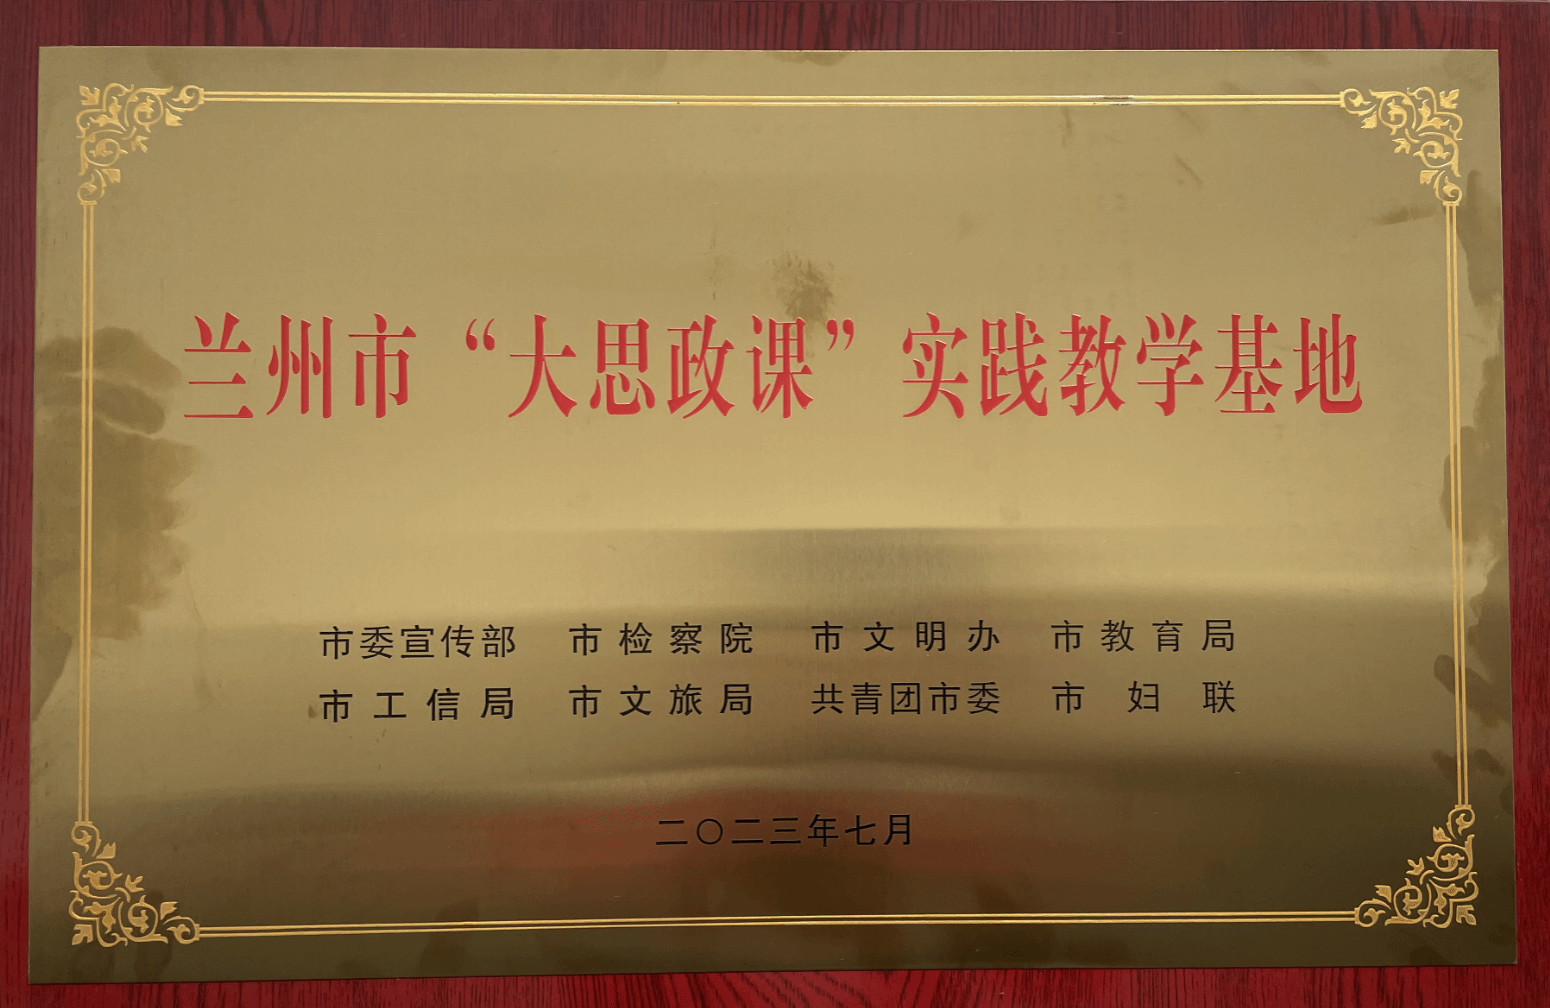 兰州市“大思政课”实践教学基地
市委宣传部 市检察院 市文明办 市教育局
市工信局 市文旅局 共青团市委 市妇联
二〇二三年七月